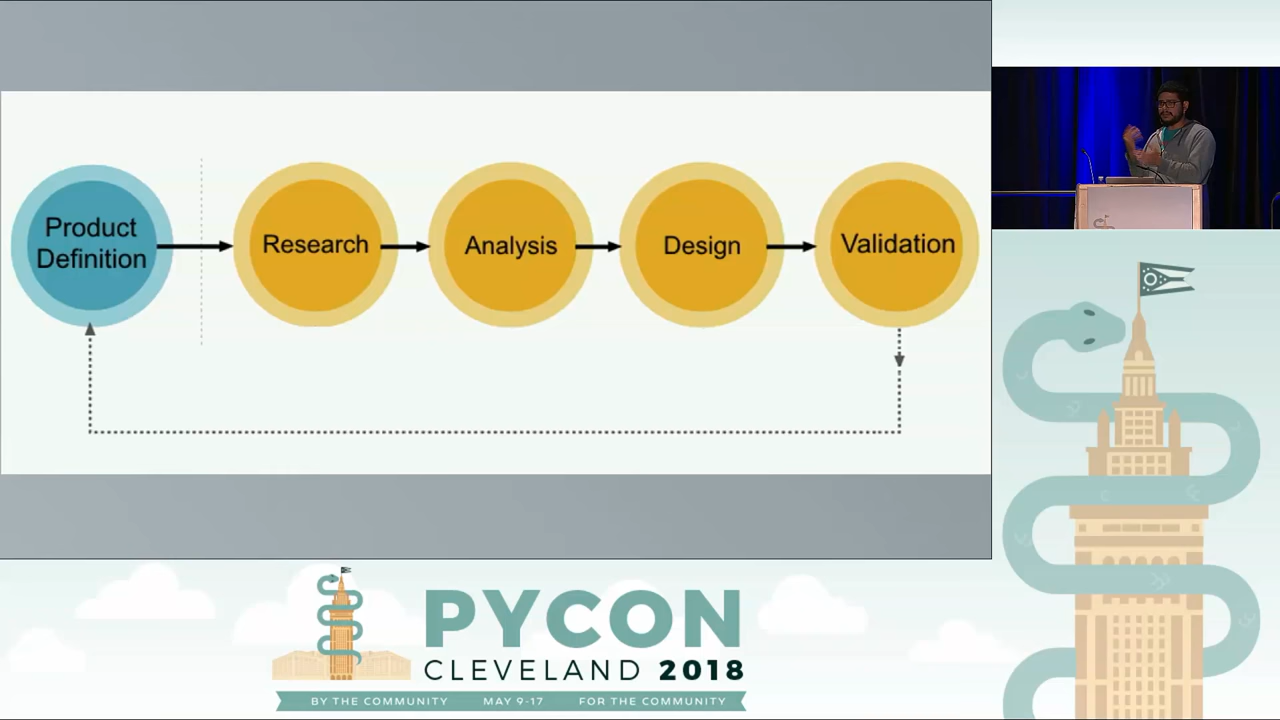 Product
Definition
Research
Analysis
Design
Validation
PYCON
CLEVELAND 2018
BY THE COMMUNITY MAY 9-17 FOR THE COMMUNITY